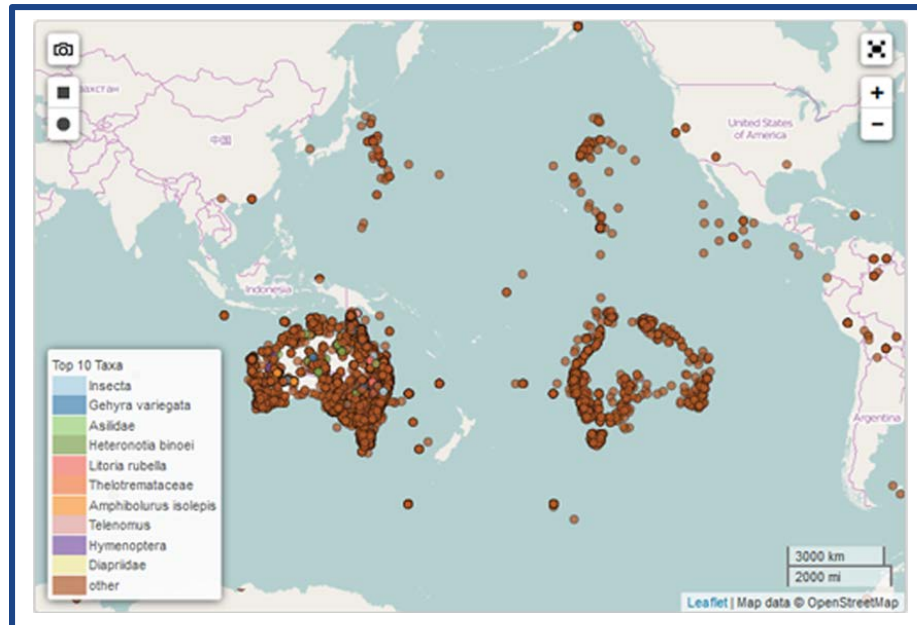 азахстан
中国
United States
of America
Indonesia
Argentina
+
−
Top 10 Taxa
Insecta
Gehyra variegata
Asilidae
Heteronotia binoei
Litoria rubella
Thelotremataceae
Amphibolurus isolepis
Telenomus
Hymenoptera
Diapriidae
other
3000 km
2000 mi
Leaflet | Map data © OpenStreetMap